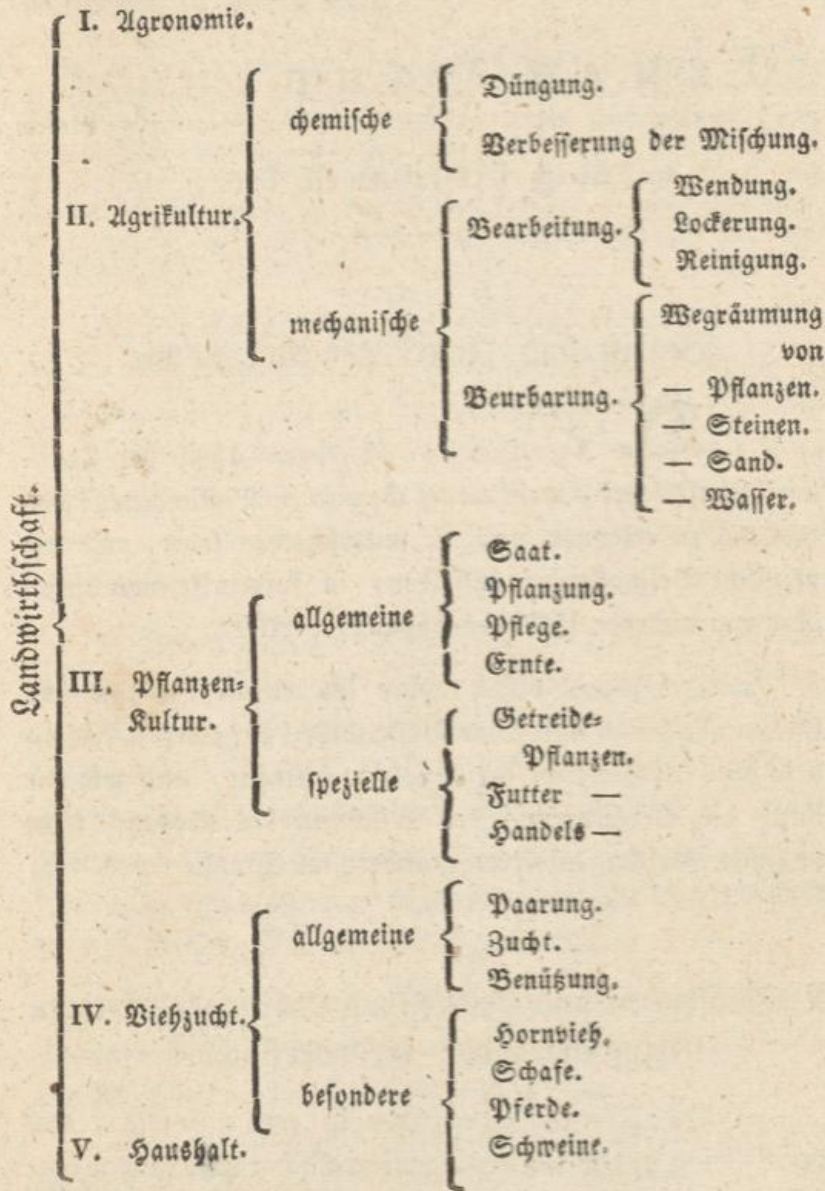 Landwirthschaft.
I. Agronomie.
II. Agrikultur.
chemische
Düngung.
Verbesserung der Mischung.
mechanische
Bearbeitung.
Wendung.
Lockerung.
Reinigung.
Beurbarung.
Wegräumung
von
— Pflanzen.
— Steinen.
— Sand.
— Wasser.
III. Pflanzen-
Kultur.
allgemeine
Saat.
Pflanzung.
Pflege.
Ernte.
spezielle
Getreide-
Pflanzen.
Futter —
Handels —
IV. Viehzucht.
allgemeine
Paarung.
Zucht.
Benützung.
besondere
Hornvieh.
Schafe.
Pferde.
Schweine.
V. Haushalt.